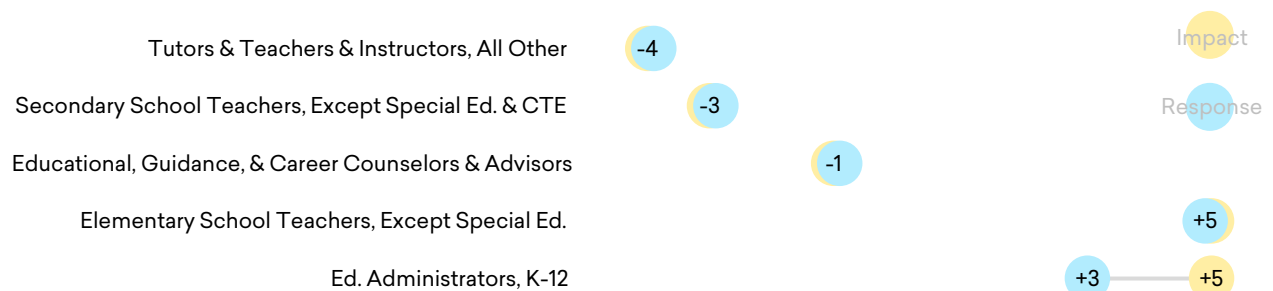 Tutors & Teachers & Instructors, All Other -4 Impact
Secondary School Teachers, Except Special Ed. & CTE -3 Response
Educational, Guidance, & Career Counselors & Advisors -1
Elementary School Teachers, Except Special Ed. +5
Ed. Administrators, K-12 +3 +5